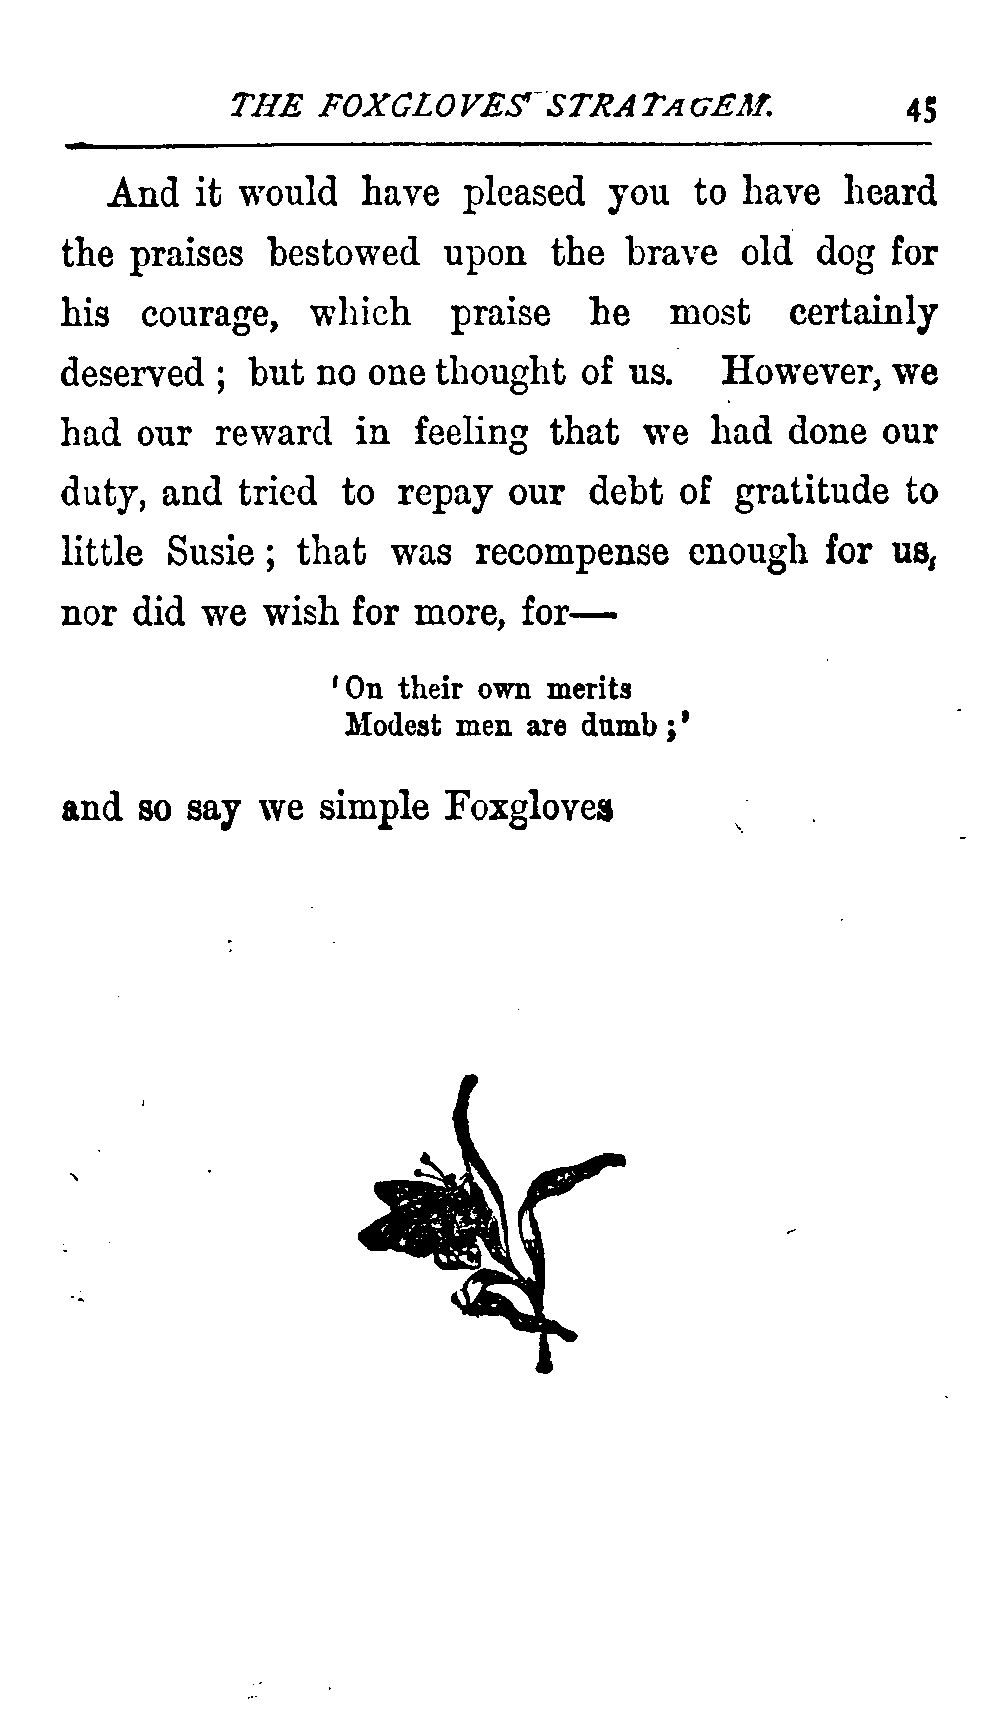 THE FOXGLOVES' STRATAGEM. 45
And it would have pleased you to have heard
the praises bestowed upon the brave old dog for
his courage, which praise he most certainly
deserved ; but no one thought of us. However, we
had our reward in feeling that we had done our
duty, and tried to repay our debt of gratitude to
little Susie ; that was recompense enough for us,
nor did we wish for more, for—
'On their own merits
Modest men are dumb ;'
and so say we simple Foxgloves